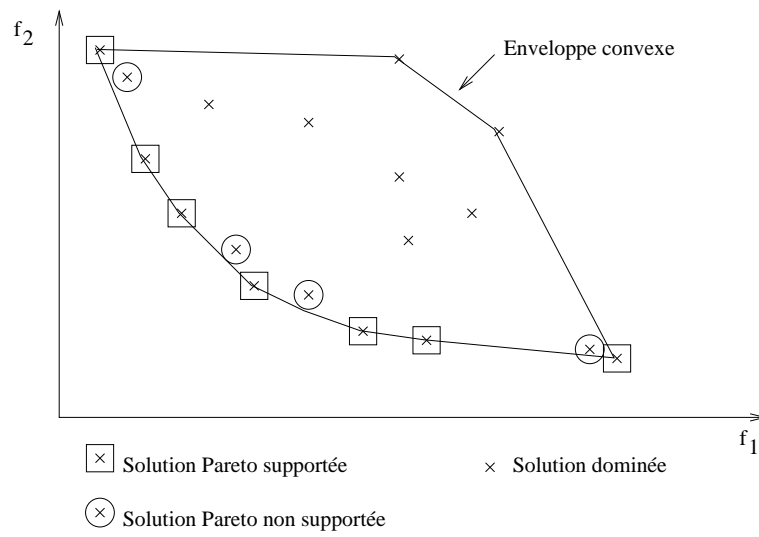 f2
Enveloppe convexe
f1
Solution Pareto supportée
Solution dominée
Solution Pareto non supportée